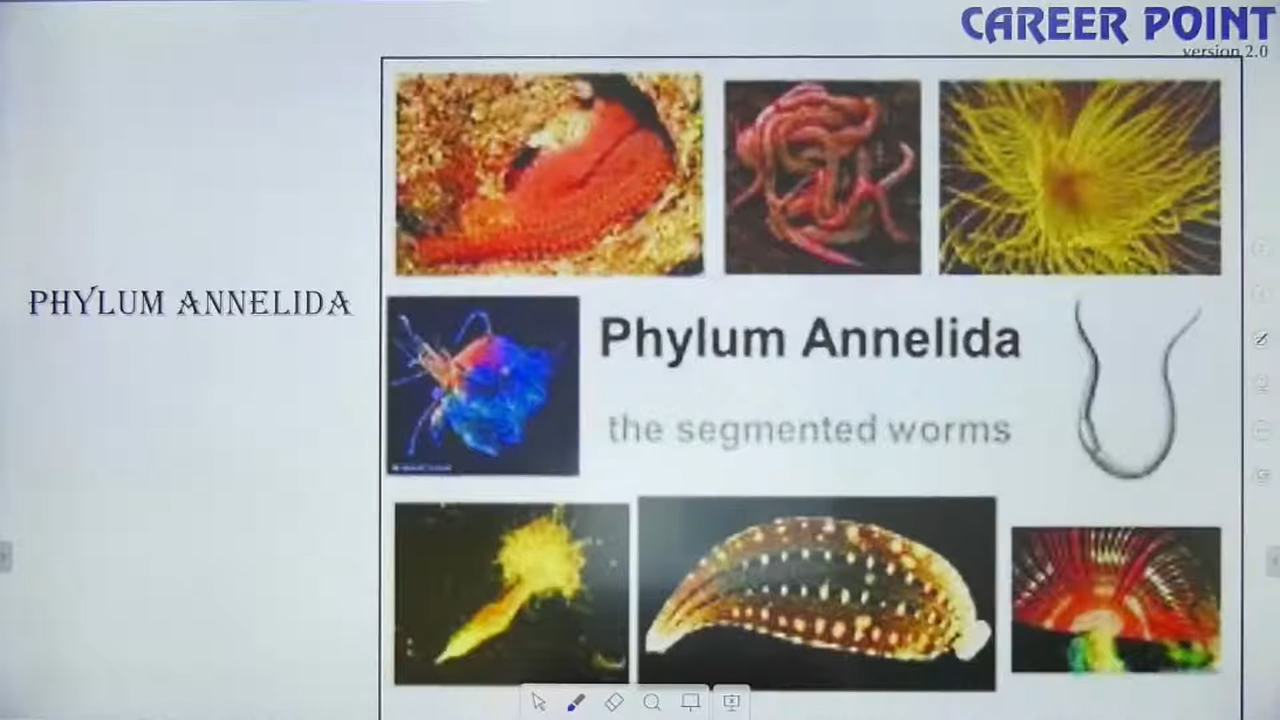 CAREER POINT
version 2.0
PHYLUM ANNELIDA
Phylum Annelida
the segmented worms